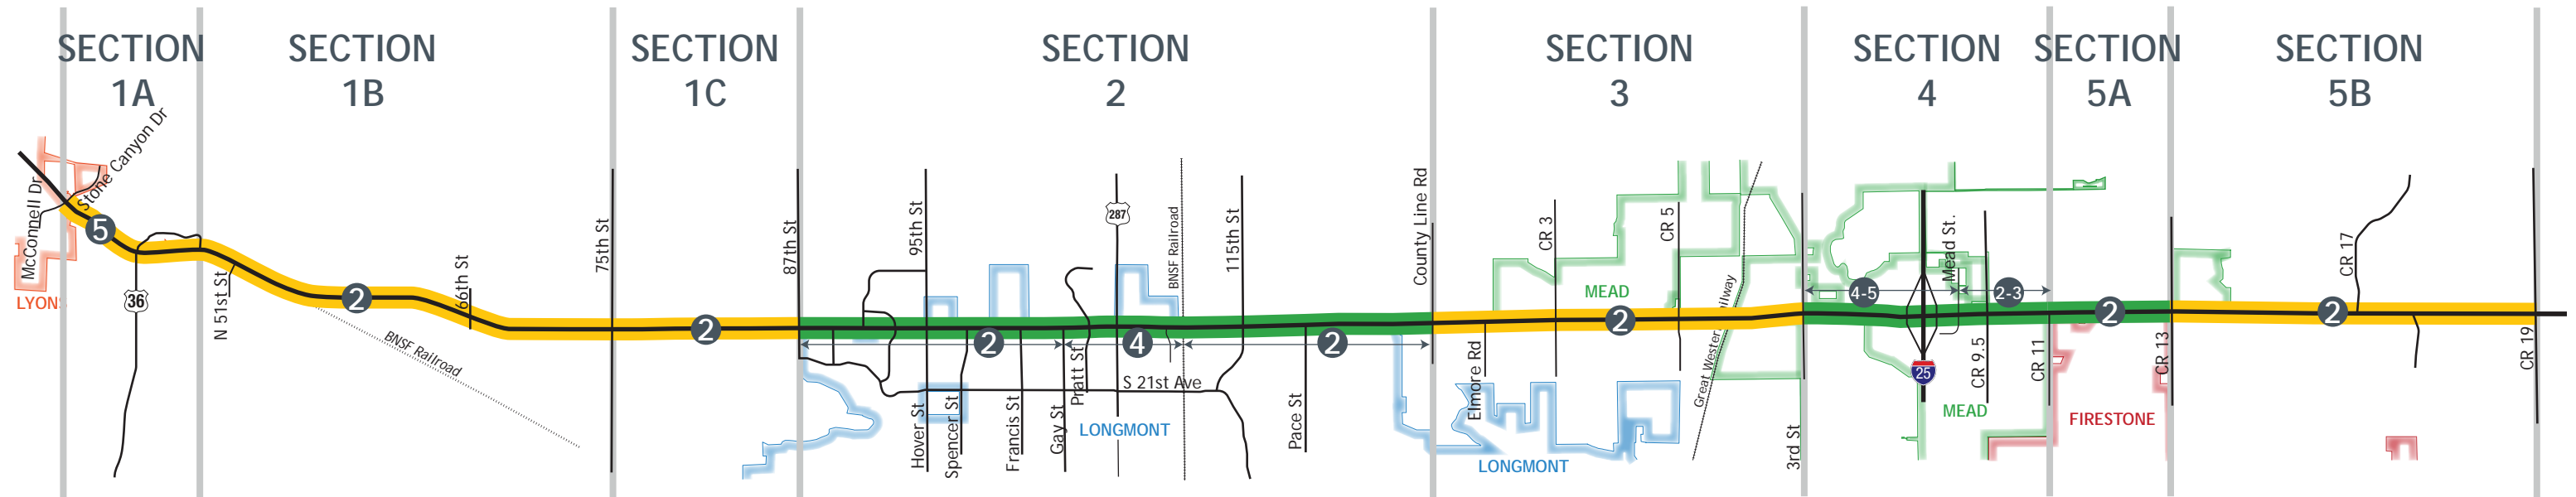 SECTION
1A
SECTION
1B
SECTION
1C
SECTION
2
SECTION
3
SECTION
4
SECTION
5A
SECTION
5B
McConnell Dr
Stone Canyon Dr
LYONS
5
36
N 51st St
2
66th St
BNSF Railroad
75th St
2
87th St
95th St
287
BNSF Railroad
115th St
2
4
2
Hover St
Spencer St
Francis St
Gay St
Pratt St
S 21st Ave
LONGMONT
Pace St
County Line Rd
Elmore Rd
CR 3
MEAD
2
CR 5
Great Western Railway
LONGMONT
3rd St
4-5
Mead St.
2-3
25
CR 9.5
MEAD
CR 11
2
FIRESTONE
CR 13
CR 17
2
CR 19